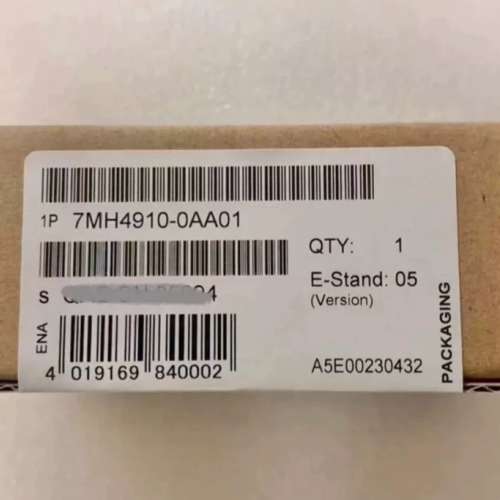 1P 7MH4910-0AA01
QTY: 1
S
E-Stand: 05
(Version)
ENA
4 019169 840002
A5E00230432
PACKAGING